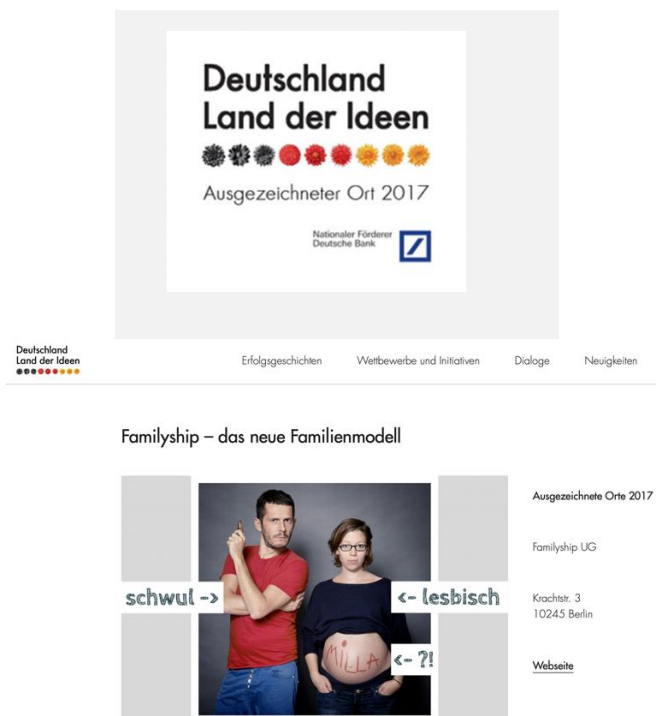 Deutschland
Land der Ideen
Ausgezeichneter Ort 2017
Nationaler Förderer
Deutsche Bank
Deutschland
Land der Ideen
Erfolgsgeschichten Wettbewerbe und Initiativen Dialoge Neuigkeiten
Familyship – das neue Familienmodell
schwul ->
<- lesbisch
MILLA
<- ?!
Ausgezeichnete Orte 2017
Familyship UG
Krachtstr. 3
10245 Berlin
Webseite